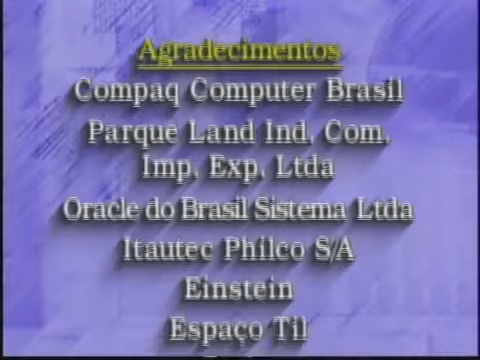 Agradecimentos
Compaq Computer Brasil
Parque Land Ind. Com.
Imp. Exp. Ltda
Oracle do Brasil Sistema Ltda
Itautec Philco S/A
Einstein
Espaço Til